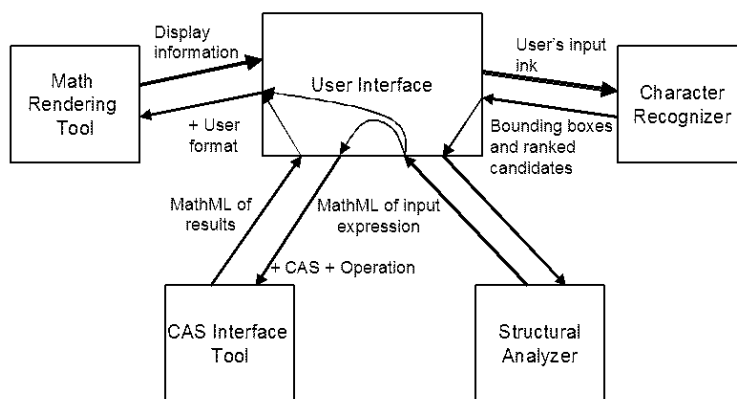 Display
information
User's input
ink
Math
Rendering
Tool
User Interface
Character
Recognizer
+ User
format
Bounding boxes
and ranked
candidates
MathML of
results
MathML of input
expression
+ CAS + Operation
CAS Interface
Tool
Structural
Analyzer